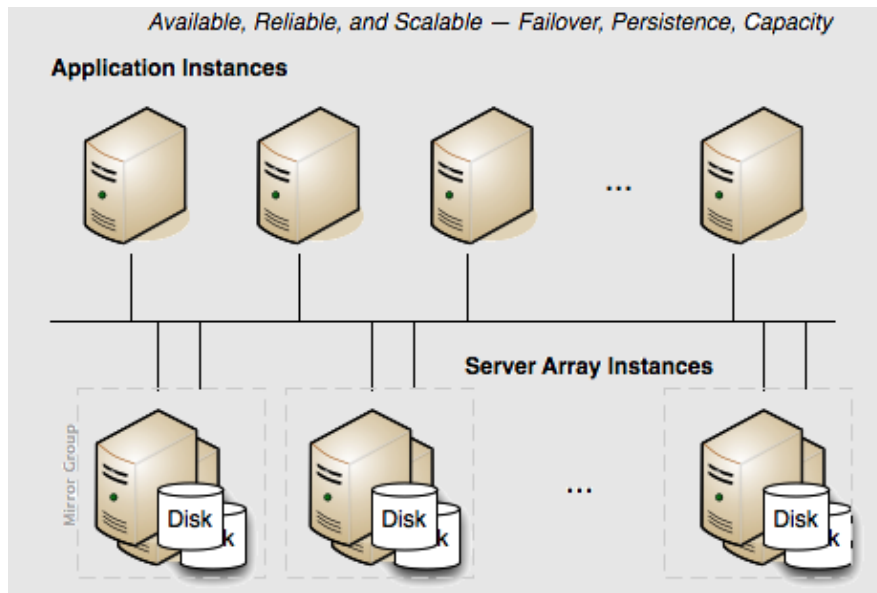 Available, Reliable, and Scalable — Failover, Persistence, Capacity
Application Instances
...
Server Array Instances
Mirror Group
...
Disk
k
Disk
k
Disk
k